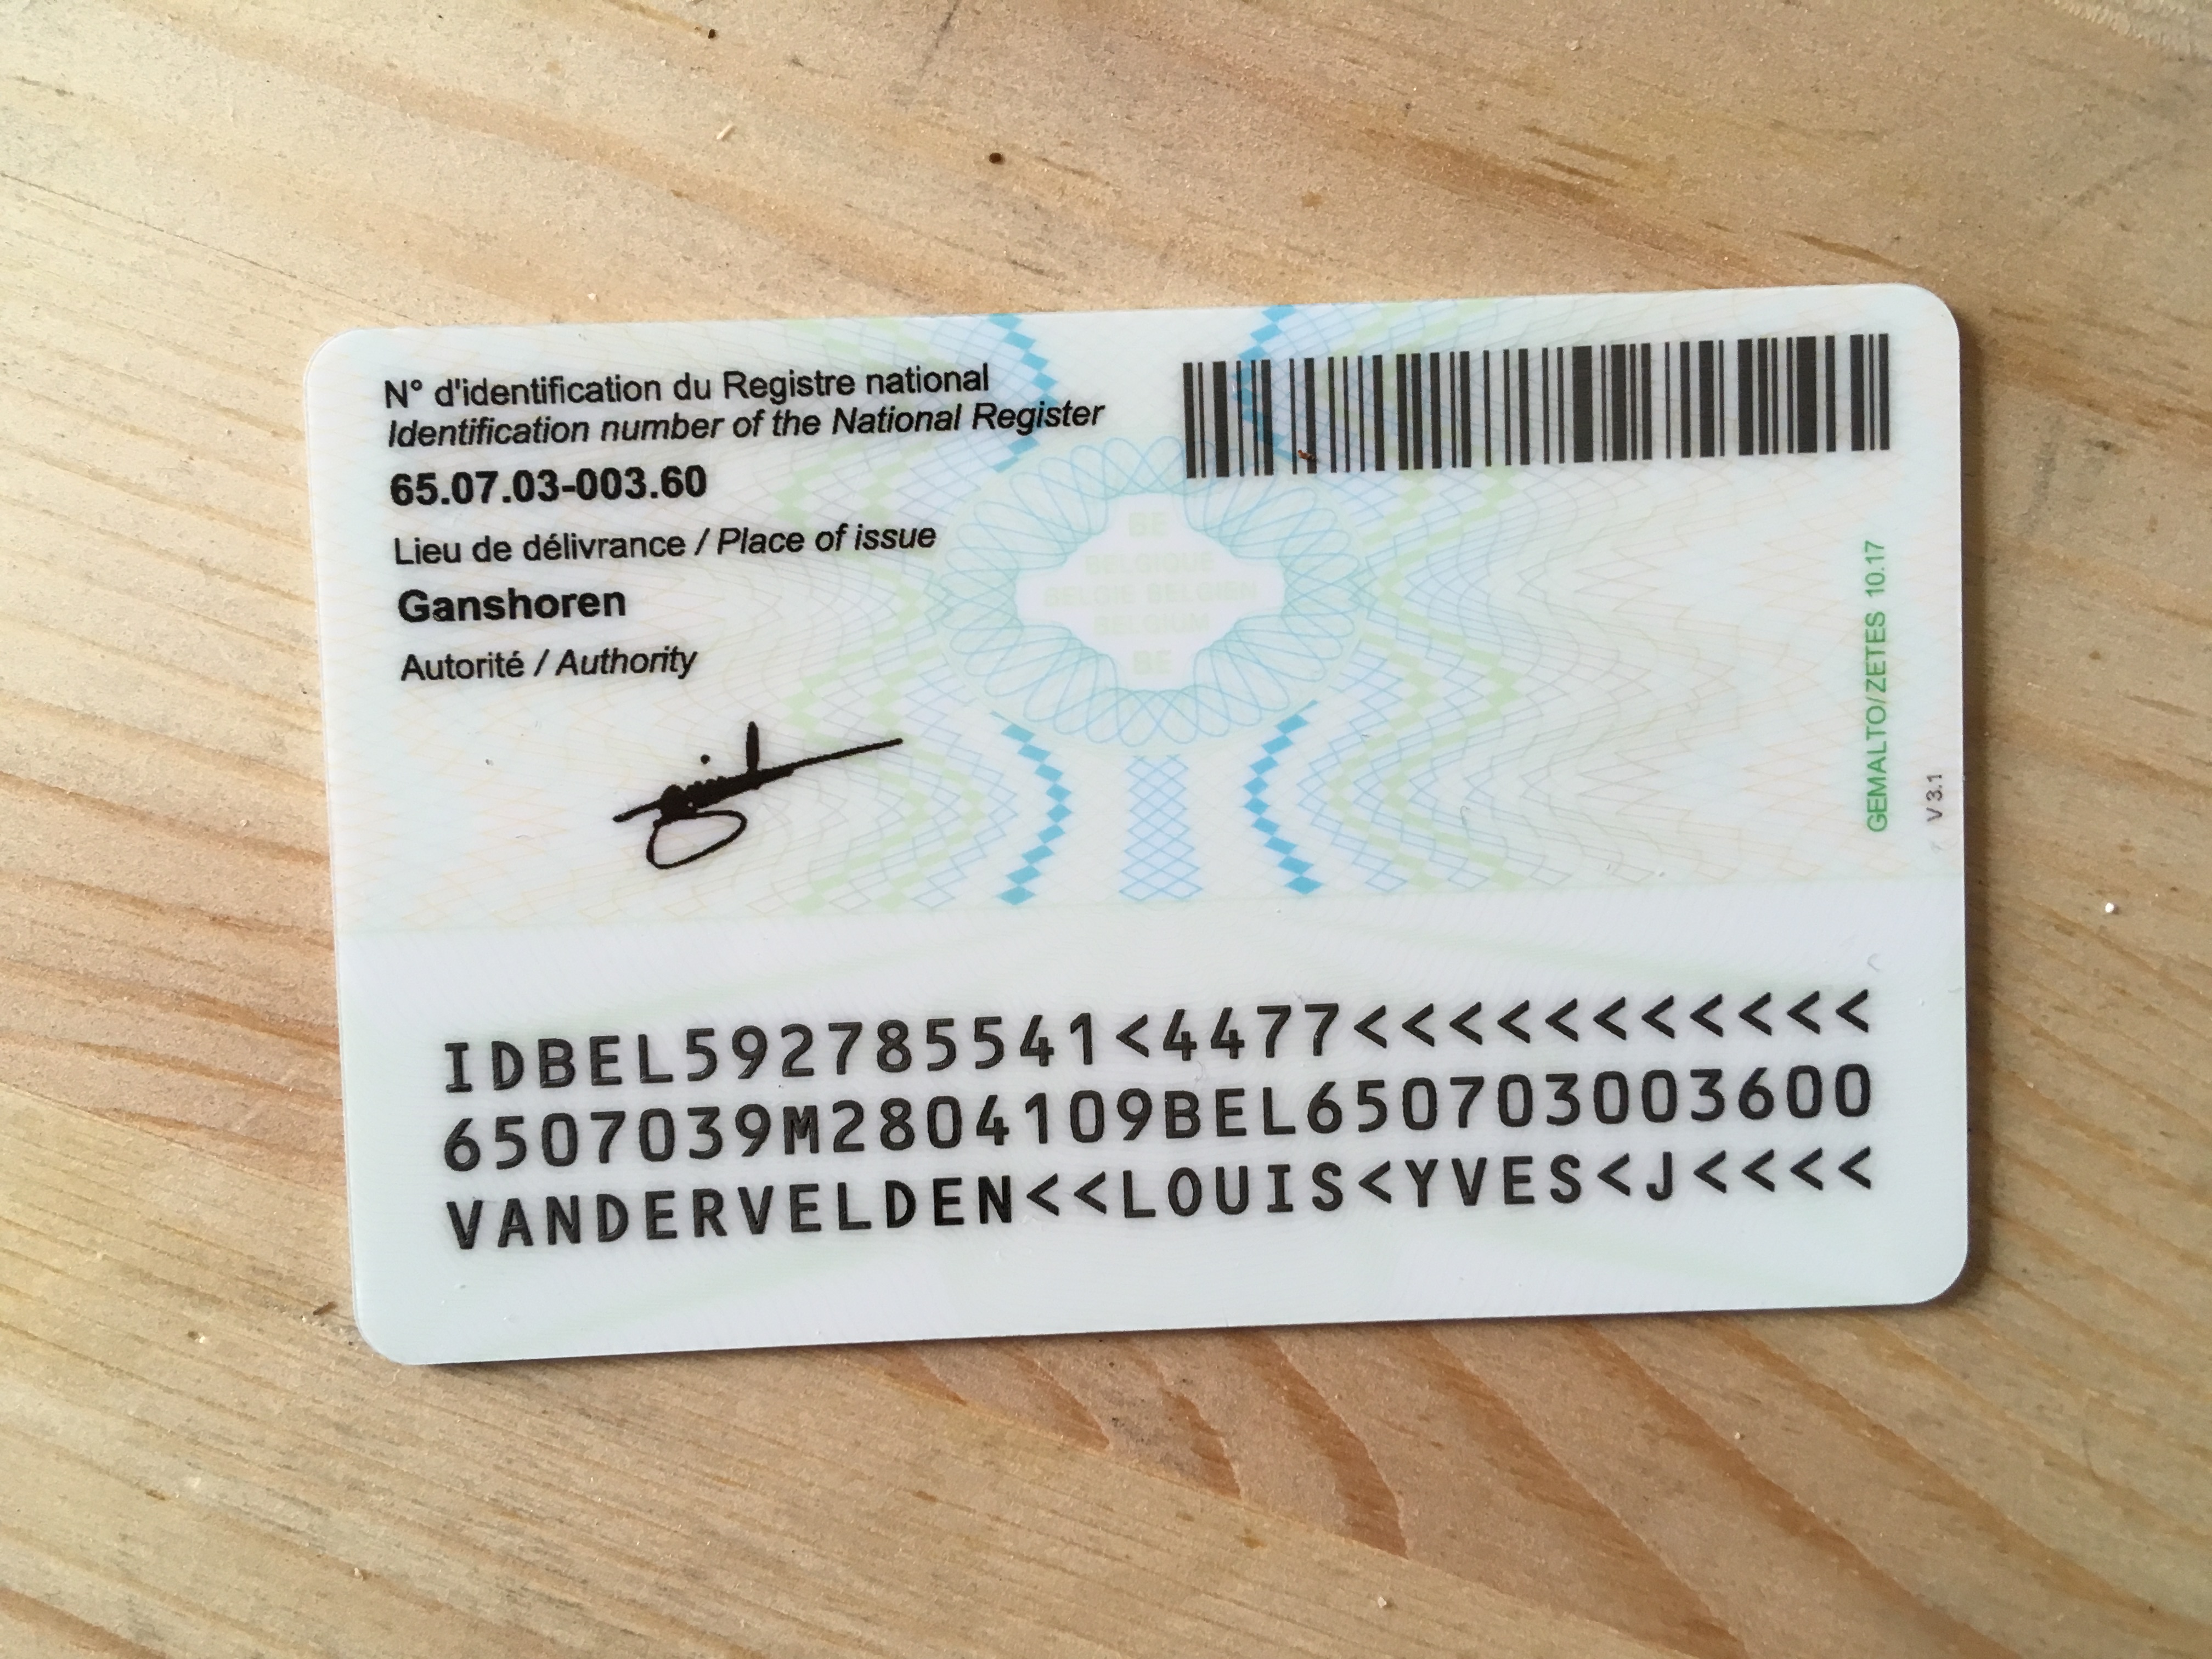 N° d'identification du Registre national
Identification number of the National Register
65.07.03-003.60
Lieu de délivrance / Place of issue
Ganshoren
Autorité / Authority
GEMALTO/ZETES 10.17
V 3.1
IDBEL592785541<4477<<<<<<<<<<<
6507039M2804109BEL650703003600
VANDERVELDEN<<LOUIS<YVES<J<<<<